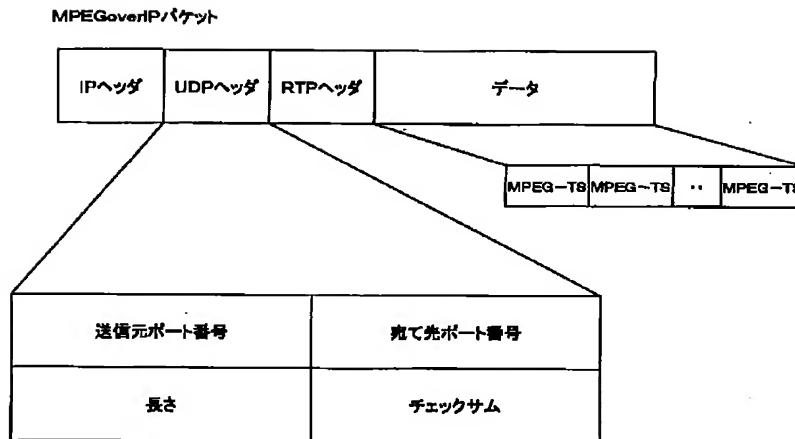 MPEGoverIPパケット
IPヘッダ UDPヘッダ RTPヘッダ データ
MPEG-TS MPEG-TS ・・ MPEG-TS
送信元ポート番号 宛て先ポート番号
長さ チェックサム